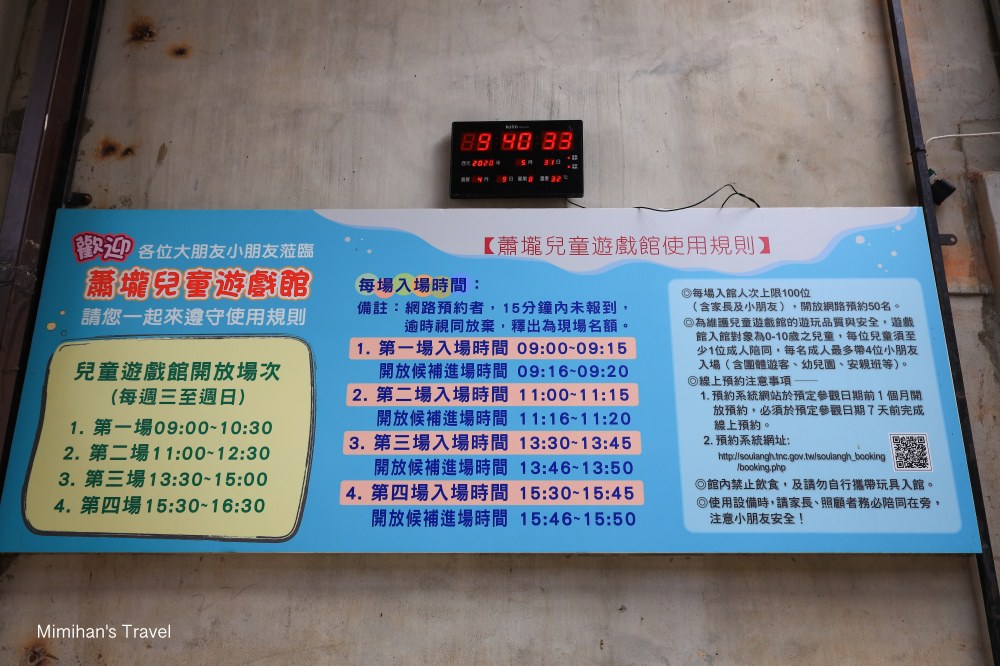 9 40 33
西元 2020 年 5 月 31 日
4 月 9 日 星期 8 溫度 32 ℃
歡迎 各位大朋友小朋友蒞臨
蕭壠兒童遊戲館
請您一起來遵守使用規則
兒童遊戲館開放場次
(每週三至週日)
1. 第一場09:00~10:30
2. 第二場11:00~12:30
3. 第三場13:30~15:00
4. 第四場15:30~16:30
【蕭壠兒童遊戲館使用規則】
每場入場時間：
備註：網路預約者，15分鐘內未報到，
逾時視同放棄，釋出為現場名額。
1. 第一場入場時間 09:00~09:15
開放候補進場時間 09:16~09:20
2. 第二場入場時間 11:00~11:15
開放候補進場時間 11:16~11:20
3. 第三場入場時間 13:30~13:45
開放候補進場時間 13:46~13:50
4. 第四場入場時間 15:30~15:45
開放候補進場時間 15:46~15:50
◎每場入館人次上限100位
（含家長及小朋友），開放網路預約50名。
◎為維護兒童遊戲館的遊玩品質與安全，遊戲
館入館對象為0-10歲之兒童，每位兒童須至
少1位成人陪同，每名成人最多帶4位小朋友
入場（含團體遊客、幼兒園、安親班等）。
◎線上預約注意事項
1. 預約系統網站於預定參觀日期前1個月開
放預約，必須於預定參觀日期7天前完成
線上預約。
2. 預約系統網址:
http://soulangh.tnc.gov.tw/soulangh_booking
/booking.php
◎館內禁止飲食，及請勿自行攜帶玩具入館。
◎使用設備時，請家長、照顧者務必陪同在旁，
注意小朋友安全！
Mimihan's Travel